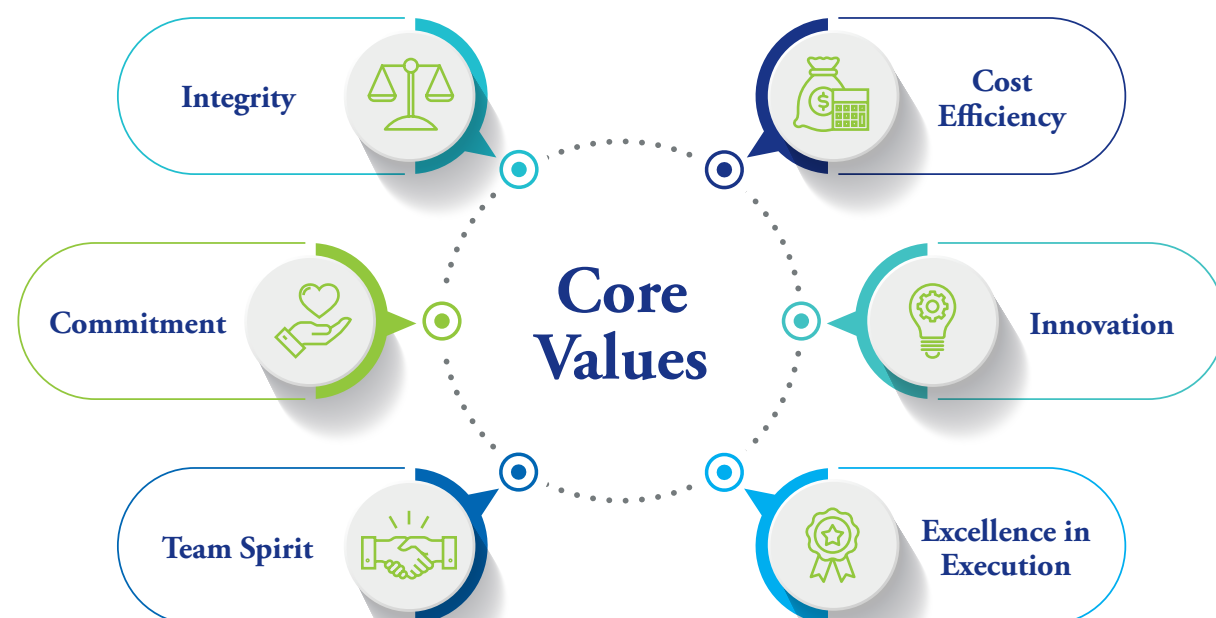 Integrity
Cost
Efficiency
Core
Values
Commitment
Innovation
Team Spirit
Excellence in
Execution
$